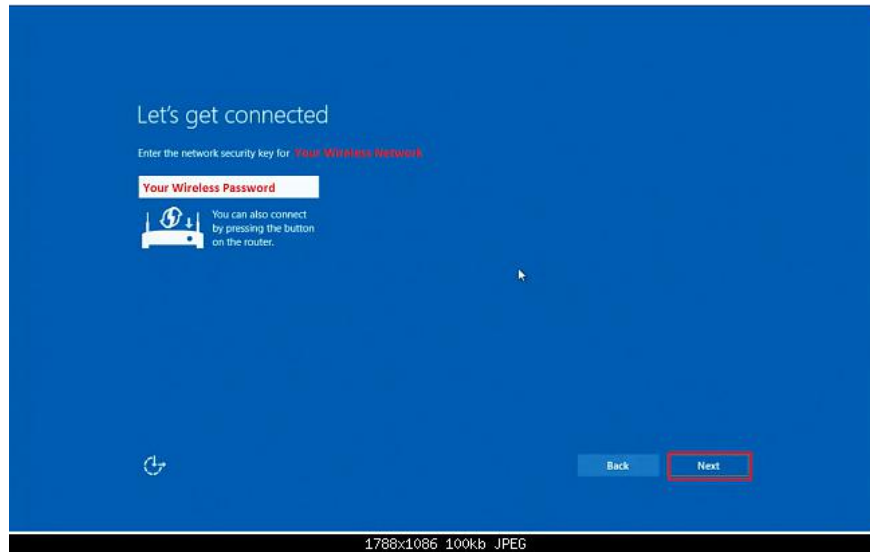 Let's get connected
Enter the network security key for Your Wireless Network
Your Wireless Password
You can also connect
by pressing the button
on the router.
Back
Next
1788x1086 100kb JPEG